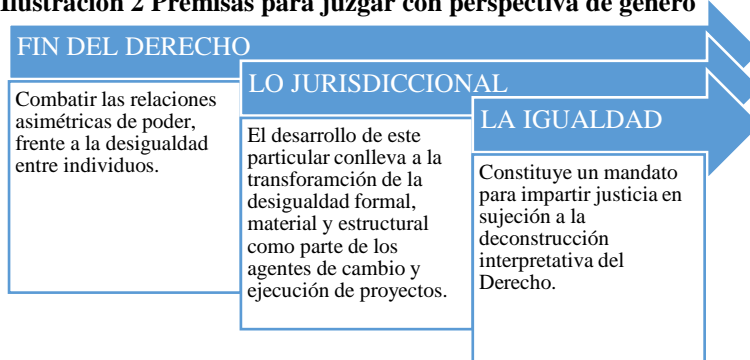 Ilustración 2 Premisas para juzgar con perspectiva de género
FIN DEL DERECHO
Combatir las relaciones
asimétricas de poder,
frente a la desigualdad
entre individuos.
LO JURISDICCIONAL
El desarrollo de este
particular conlleva a la
transforamción de la
desigualdad formal,
material y estructural
como parte de los
agentes de cambio y
ejecución de proyectos.
LA IGUALDAD
Constituye un mandato
para impartir justicia en
sujeción a la
deconstrucción
interpretativa del
Derecho.